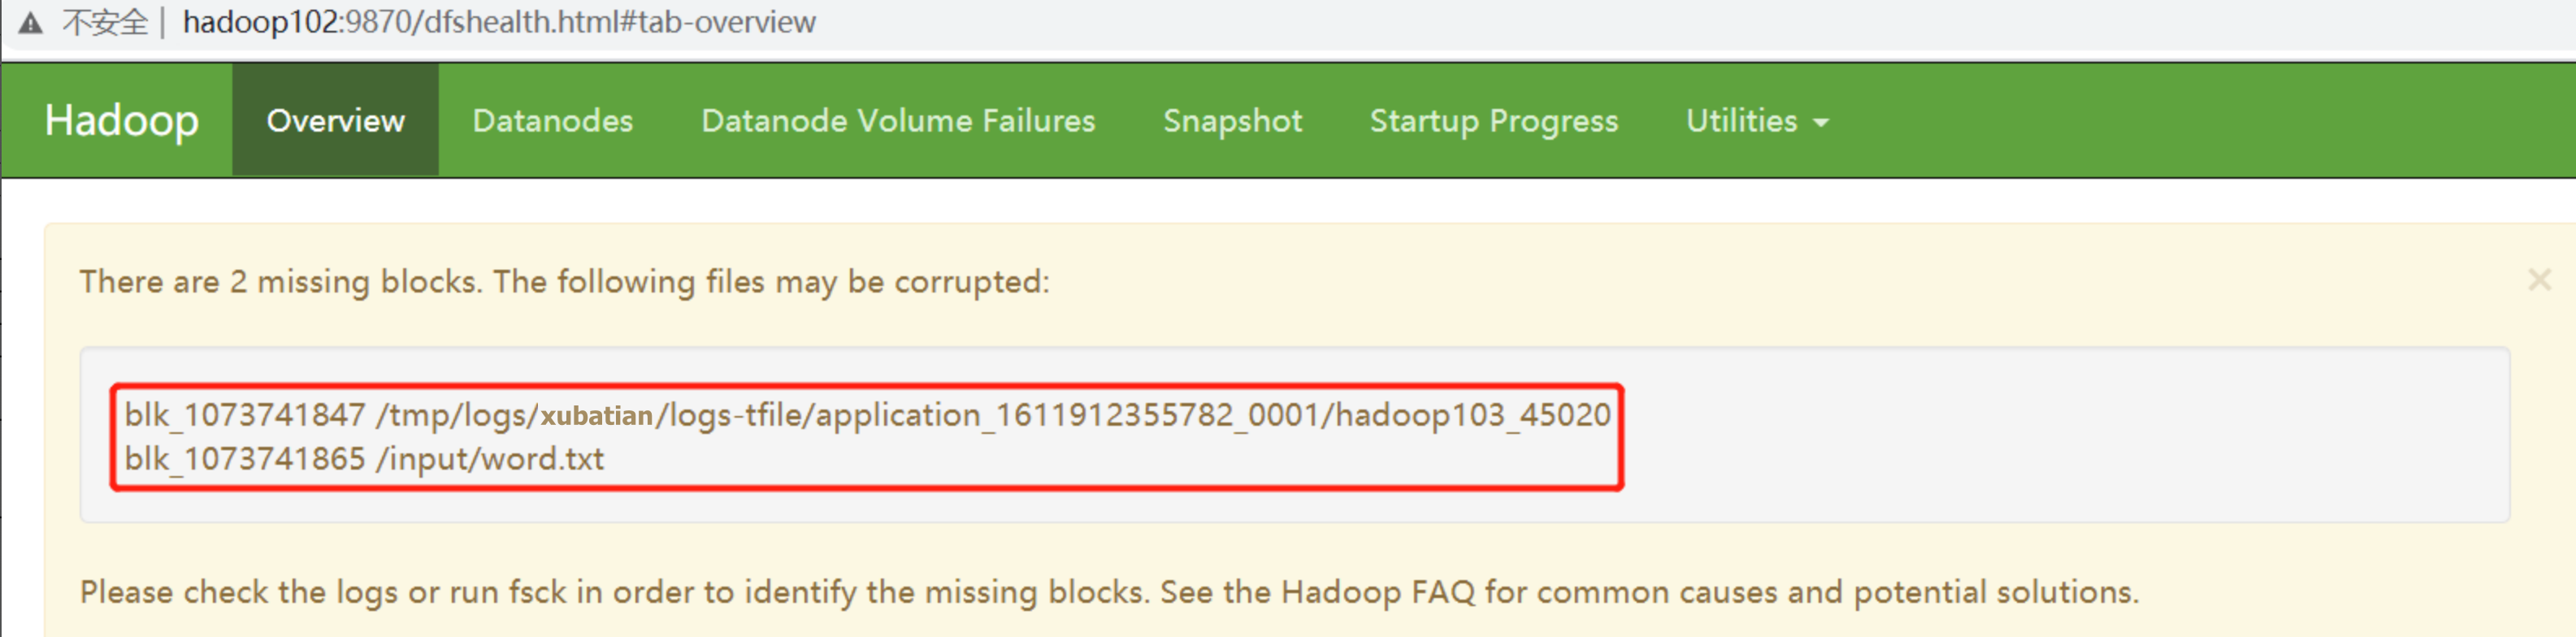 不安全 | hadoop102:9870/dfshealth.html#tab-overview
Hadoop Overview Datanodes Datanode Volume Failures Snapshot Startup Progress Utilities
There are 2 missing blocks. The following files may be corrupted:
blk_1073741847 /tmp/logs/xubatian/logs-tfile/application_1611912355782_0001/hadoop103_45020
blk_1073741865 /input/word.txt
Please check the logs or run fsck in order to identify the missing blocks. See the Hadoop FAQ for common causes and potential solutions.